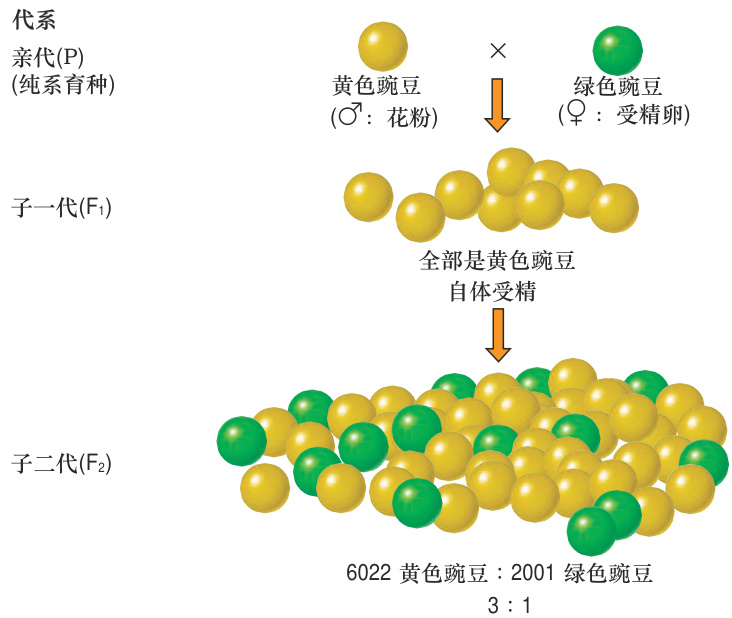 代系
亲代(P)
(纯系育种)
×
黄色豌豆
(♂：花粉)
绿色豌豆
(♀：受精卵)
子一代(F₁)
全部是黄色豌豆
自体受精
子二代(F₂)
6022 黄色豌豆：2001 绿色豌豆
3：1